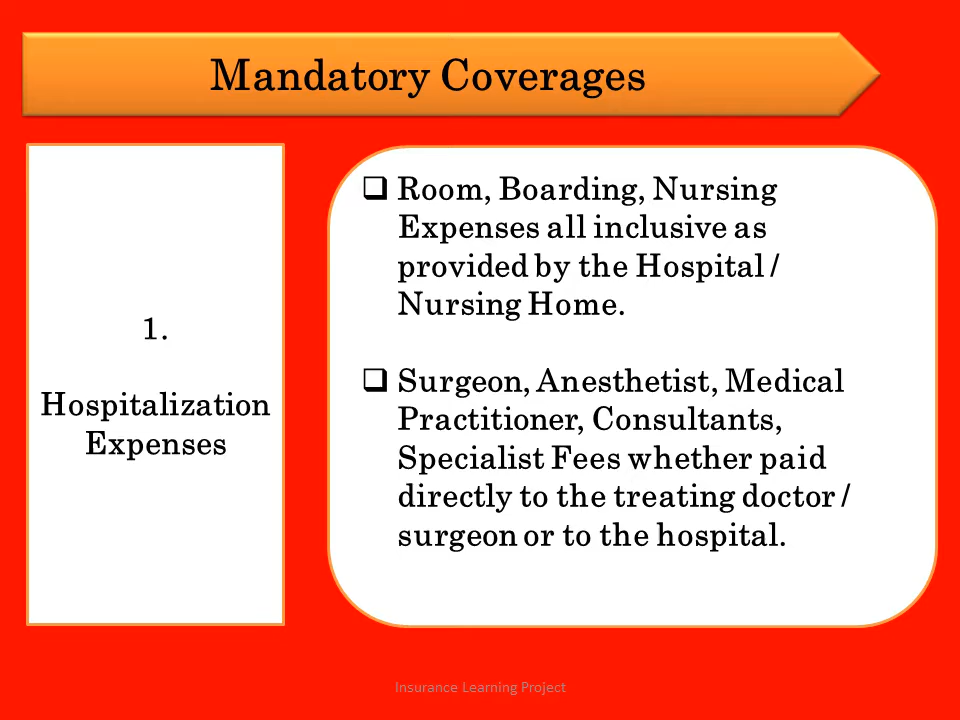 Mandatory Coverages
1.
Hospitalization
Expenses
Room, Boarding, Nursing
Expenses all inclusive as
provided by the Hospital /
Nursing Home.
Surgeon, Anesthetist, Medical
Practitioner, Consultants,
Specialist Fees whether paid
directly to the treating doctor /
surgeon or to the hospital.
Insurance Learning Project